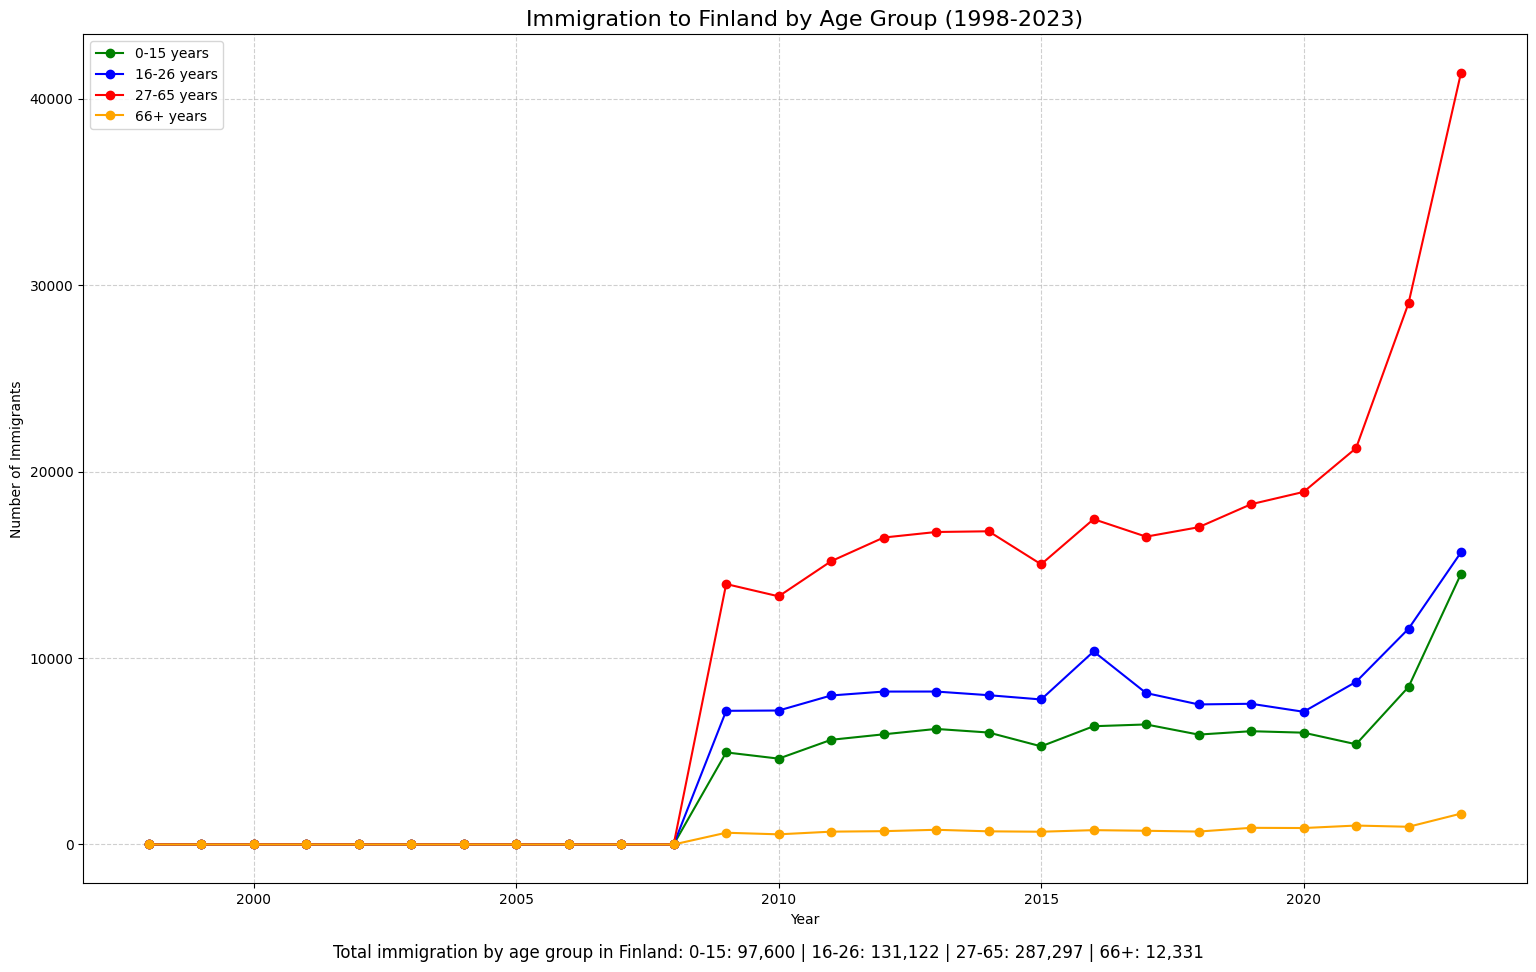 Immigration to Finland by Age Group (1998-2023)
0-15 years
16-26 years
27-65 years
66+ years
Number of Immigrants
40000
30000
20000
10000
0
2000 2005 2010 2015 2020
Year
Total immigration by age group in Finland: 0-15: 97,600 | 16-26: 131,122 | 27-65: 287,297 | 66+: 12,331